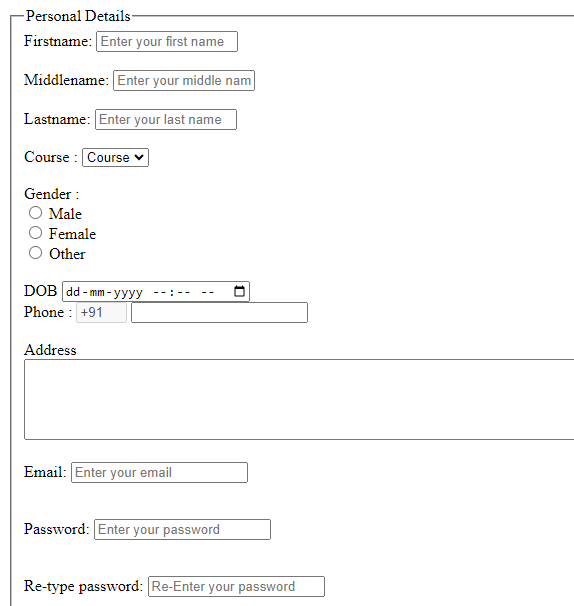 Personal Details
Firstname: Enter your first name
Middlename: Enter your middle nam
Lastname: Enter your last name
Course : Course
Gender :
Male
Female
Other
DOB dd-mm-yyyy --:-- --
Phone : +91
Address
Email: Enter your email
Password: Enter your password
Re-type password: Re-Enter your password